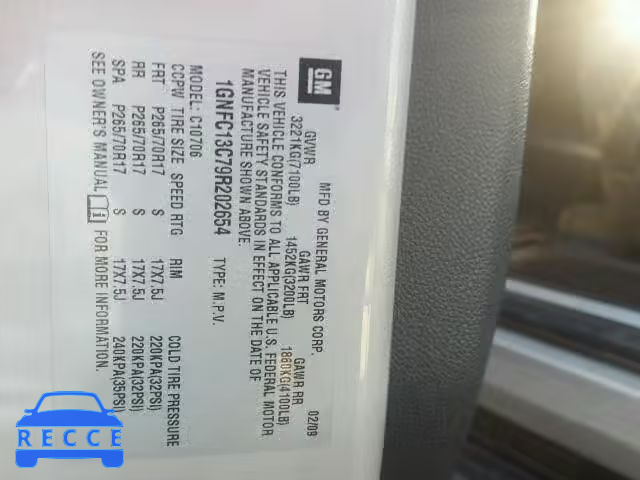 GM MFD BY GENERAL MOTORS CORP. 02/09
GVWR GAWR FRT GAWR RR
3221KG(7100LB) 1452KG(3200LB) 1860KG(4100LB)
THIS VEHICLE CONFORMS TO ALL APPLICABLE U.S. FEDERAL MOTOR
VEHICLE SAFETY STANDARDS IN EFFECT ON THE DATE OF
MANUFACTURE SHOWN ABOVE.
1GNFC13C79R202654 TYPE: M.P.V.
MODEL: C10706
CCPW TIRE SIZE SPEED RTG RIM COLD TIRE PRESSURE
FRT P265/70R17 S 17X7.5J 220KPA(32PSI)
RR P265/70R17 S 17X7.5J 220KPA(32PSI)
SPA P265/70R17 S 17X7.5J 240KPA(35PSI)
SEE OWNER'S MANUAL i FOR MORE INFORMATION.
RECCE